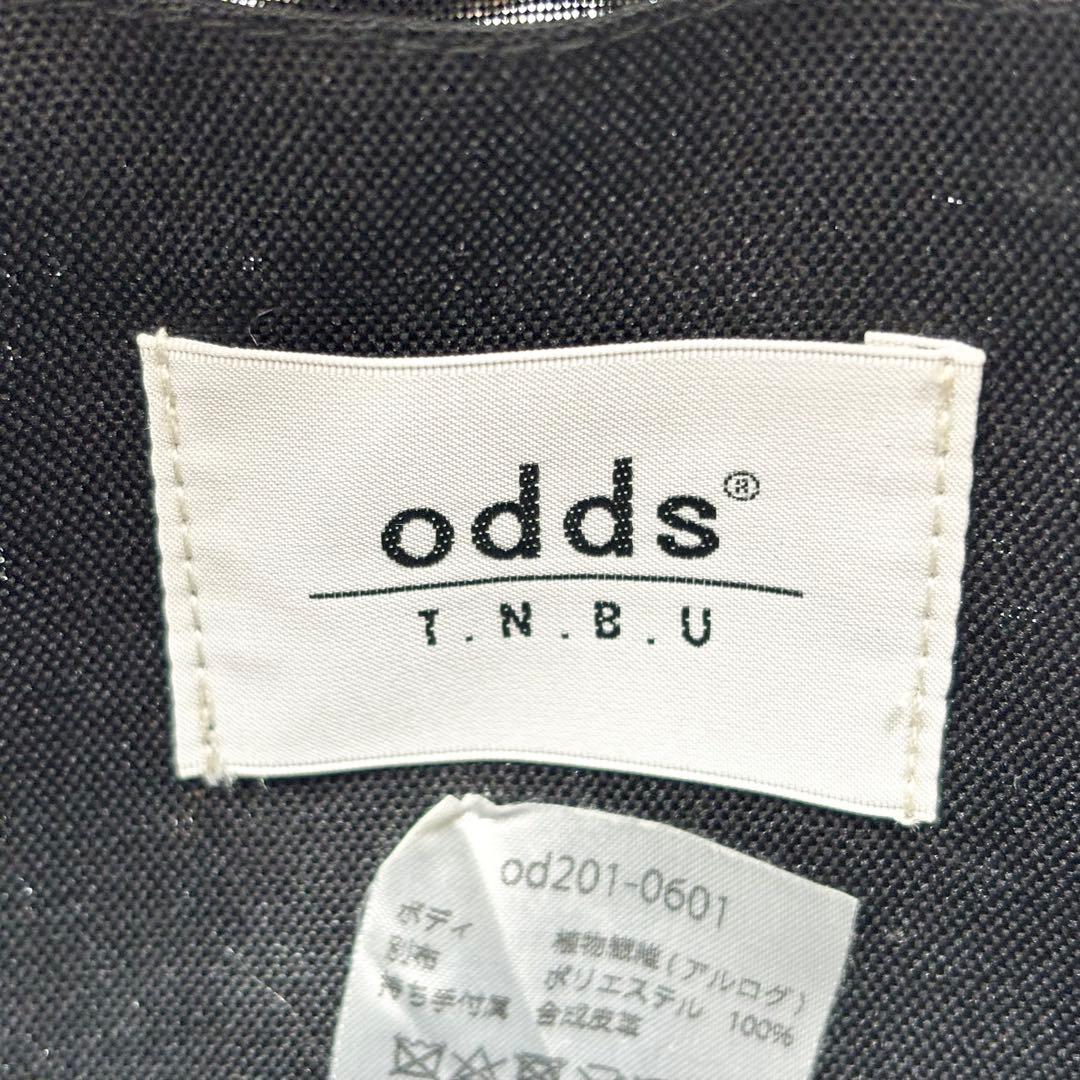 odds®
T.N.B.U
od201-0601
ボディ 植物繊維(アルログ)
別布 ポリエステル 100%
持ち手付属 合成皮革